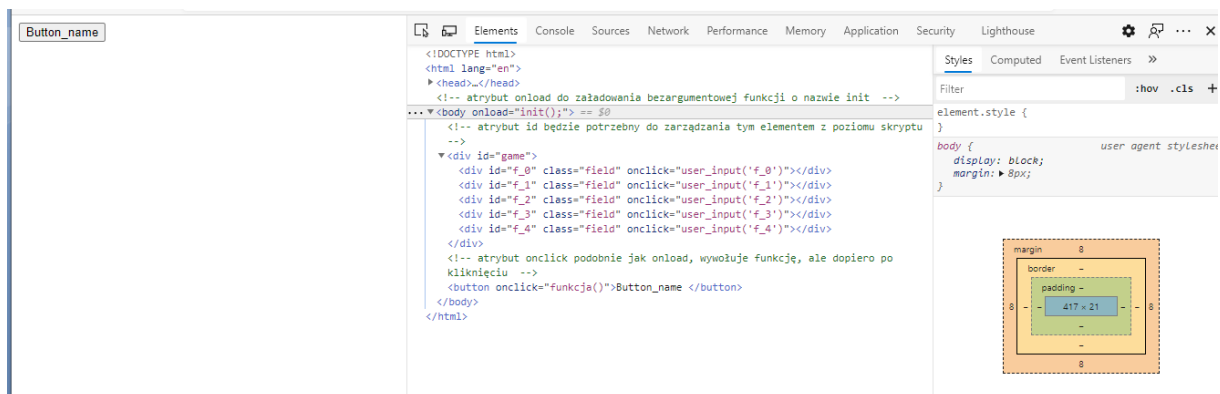 Button_name
Elements Console Sources Network Performance Memory Application Security Lighthouse
<!DOCTYPE html>
<html lang="en">
<head>…</head>
<!-- atrybut onload do załadowania bezargumentowej funkcji o nazwie init -->
... <body onload="init();"> == $0
<!-- atrybut id będzie potrzebny do zarządzania tym elementem z poziomu skryptu
-->
<div id="game">
<div id="f_0" class="field" onclick="user_input('f_0')"></div>
<div id="f_1" class="field" onclick="user_input('f_1')"></div>
<div id="f_2" class="field" onclick="user_input('f_2')"></div>
<div id="f_3" class="field" onclick="user_input('f_3')"></div>
<div id="f_4" class="field" onclick="user_input('f_4')"></div>
</div>
<!-- atrybut onclick podobnie jak onload, wywołuje funkcję, ale dopiero po
kliknięciu -->
<button onclick="funkcja()">Button_name </button>
</body>
</html>
Styles Computed Event Listeners
Filter :hov .cls +
element.style {
}
body { user agent styleshee
display: block;
margin: 8px;
}
margin 8
border -
padding -
8 - - 417 × 21 - - 8
-
-
8